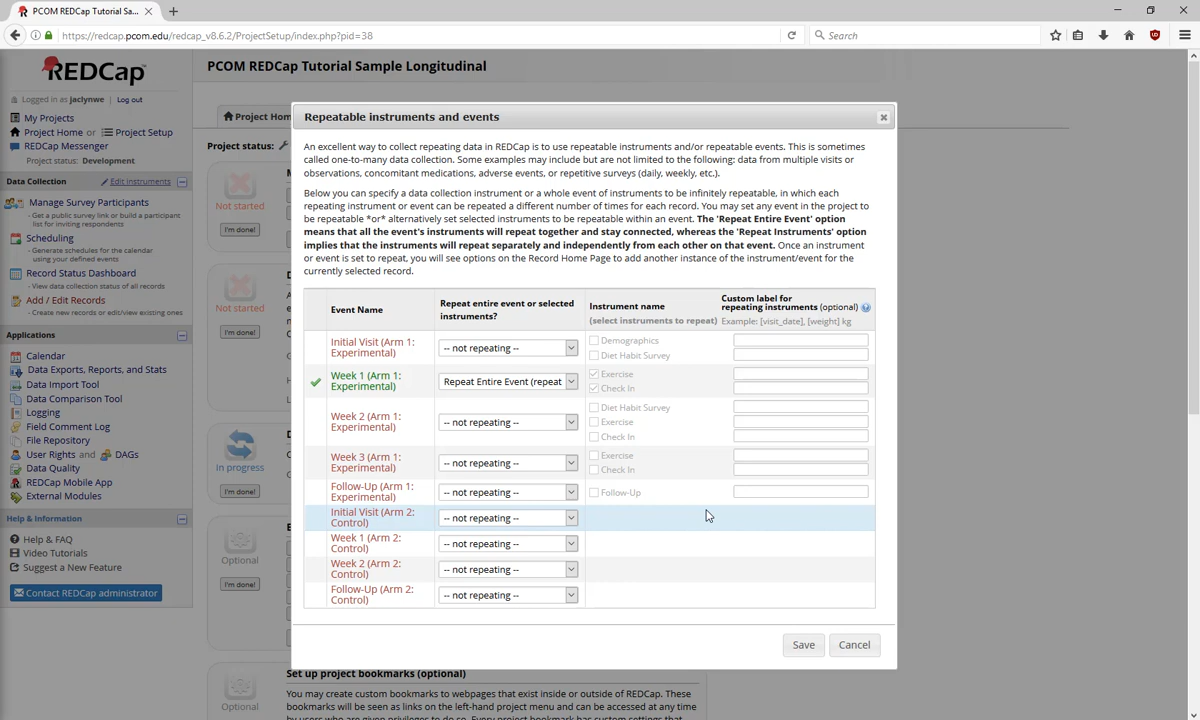 PCOM REDCap Tutorial Sa...
https://redcap.pcom.edu/redcap_v8.6.2/ProjectSetup/index.php?pid=38
Search
REDCap
Logged in as jaclynwe | Log out
My Projects
Project Home or Project Setup
REDCap Messenger
Project status: Development
Data Collection Edit instruments
Manage Survey Participants
- Get a public survey link or build a participant
list for inviting respondents
Scheduling
- Generate schedules for the calendar
using your defined events
Record Status Dashboard
- View data collection status of all records
Add / Edit Records
- Create new records or edit/view existing ones
Applications
Calendar
Data Exports, Reports, and Stats
Data Import Tool
Data Comparison Tool
Logging
Field Comment Log
File Repository
User Rights and DAGs
Data Quality
REDCap Mobile App
External Modules
Help & Information
Help & FAQ
Video Tutorials
Suggest a New Feature
Contact REDCap administrator
PCOM REDCap Tutorial Sample Longitudinal
Project Hom
Project status:
Not started
I'm done!
Not started
I'm done!
In progress
I'm done!
Optional
I'm done!
Optional
Repeatable instruments and events
An excellent way to collect repeating data in REDCap is to use repeatable instruments and/or repeatable events. This is sometimes
called one-to-many data collection. Some examples may include but are not limited to the following: data from multiple visits or
observations, concomitant medications, adverse events, or repetitive surveys (daily, weekly, etc.).
Below you can specify a data collection instrument or a whole event of instruments to be infinitely repeatable, in which each
repeating instrument or event can be repeated a different number of times for each record. You may set any event in the project to
be repeatable *or* alternatively set selected instruments to be repeatable within an event. The 'Repeat Entire Event' option
means that all the event's instruments will repeat together and stay connected, whereas the 'Repeat Instruments' option
implies that the instruments will repeat separately and independently from each other on that event. Once an instrument
or event is set to repeat, you will see options on the Record Home Page to add another instance of the instrument/event for the
currently selected record.
Event Name
Repeat entire event or selected
instruments?
Instrument name
(select instruments to repeat)
Custom label for
repeating instruments (optional)
Example: [visit_date], [weight] kg
Initial Visit (Arm 1:
Experimental)
-- not repeating --
Demographics
Diet Habit Survey
Week 1 (Arm 1:
Experimental)
Repeat Entire Event (repeat
Exercise
Check In
Week 2 (Arm 1:
Experimental)
-- not repeating --
Diet Habit Survey
Exercise
Check In
Week 3 (Arm 1:
Experimental)
-- not repeating --
Exercise
Check In
Follow-Up (Arm 1:
Experimental)
-- not repeating --
Follow-Up
Initial Visit (Arm 2:
Control)
-- not repeating --
Week 1 (Arm 2:
Control)
-- not repeating --
Week 2 (Arm 2:
Control)
-- not repeating --
Follow-Up (Arm 2:
Control)
-- not repeating --
Save
Cancel
Set up project bookmarks (optional)
You may create custom bookmarks to webpages that exist inside or outside of REDCap. These
bookmarks will be seen as links on the left-hand project menu and can be accessed at any time
by users who are given privileges to do so. Every project bookmark has custom settings that